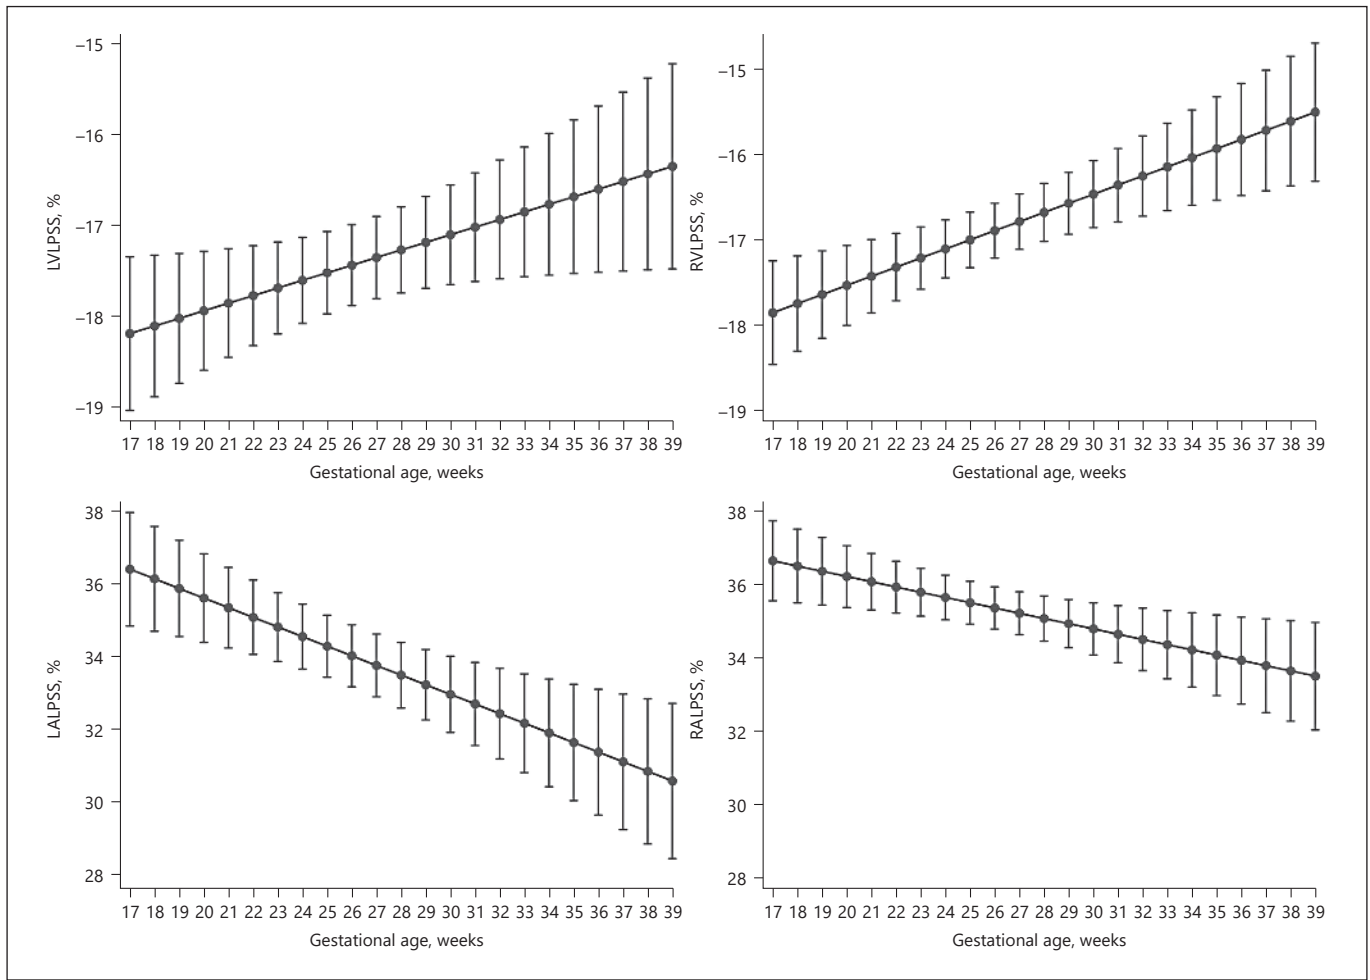 LVLPSS, %
–15
–16
–17
–18
–19
17 18 19 20 21 22 23 24 25 26 27 28 29 30 31 32 33 34 35 36 37 38 39
Gestational age, weeks
RVLPSS, %
–15
–16
–17
–18
–19
17 18 19 20 21 22 23 24 25 26 27 28 29 30 31 32 33 34 35 36 37 38 39
Gestational age, weeks
LALPSS, %
38
36
34
32
30
28
17 18 19 20 21 22 23 24 25 26 27 28 29 30 31 32 33 34 35 36 37 38 39
Gestational age, weeks
RALPSS, %
38
36
34
32
30
28
17 18 19 20 21 22 23 24 25 26 27 28 29 30 31 32 33 34 35 36 37 38 39
Gestational age, weeks